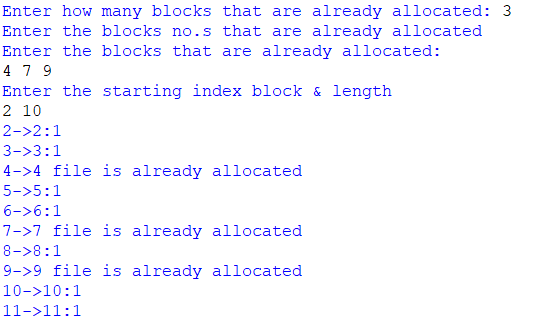 Enter how many blocks that are already allocated: 3
Enter the blocks no.s that are already allocated
Enter the blocks that are already allocated:
4 7 9
Enter the starting index block & length
2 10
2->2:1
3->3:1
4->4 file is already allocated
5->5:1
6->6:1
7->7 file is already allocated
8->8:1
9->9 file is already allocated
10->10:1
11->11:1